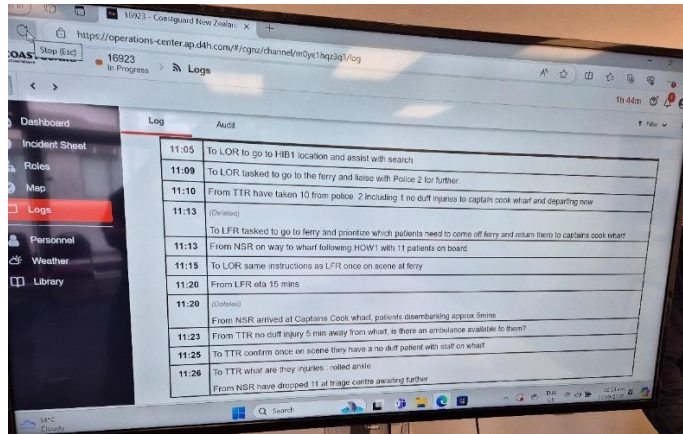 16923 - Coastguard New Zealan
https://operations-center.ap.d4h.com/#/cgnz/channel/m0ye1hqz3q3/log
Stop (Esc)
16923
In Progress
Logs
1h 44m
Dashboard
Incident Sheet
Roles
Map
Logs
Personnel
Weather
Library
Log Audit Filter
11:05 To LOR to go to HIB1 location and assist with search
11:09 To LOR tasked to go to the ferry and liaise with Police 2 for further.
11:10 From TTR have taken 10 from police 2 including 1 no duff injuries to captain cook wharf and departing now
11:13 (Deleted)
To LFR tasked to go to ferry and prioritize which patients need to come off ferry and return them to captains cook wharf
11:13 From NSR on way to wharf following HOW1 with 11 patients on board
11:15 To LOR same instructions as LFR once on scene at ferry
11:20 From LFR eta 15 mins
11:20 (Deleted)
From NSR arrived at Captains Cook wharf, patients disembarking approx 5mins
11:23 From TTR no duff injury 5 min away from wharf, is there an ambulance available to them?
11:25 To TTR confirm once on scene they have a no duff patient with staff on wharf
11:26 To TTR what are they injuries : rolled ankle
From NSR have dropped 11 at triage centre awaring further
14°C
Cloudy
Search
ENG
US